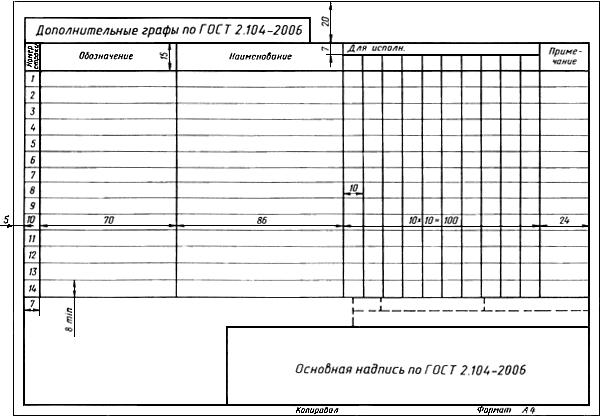 Дополнительные графы по ГОСТ 2.104-2006
20
7
Номер строки
Обозначение
15
Наименование
Для исполн.
Приме-
чание
1
2
3
4
5
6
7
8
10
9
5
10
70
86
10×10=100
24
11
12
13
14
7
8 min
Основная надпись по ГОСТ 2.104-2006
Копировал
Формат А4